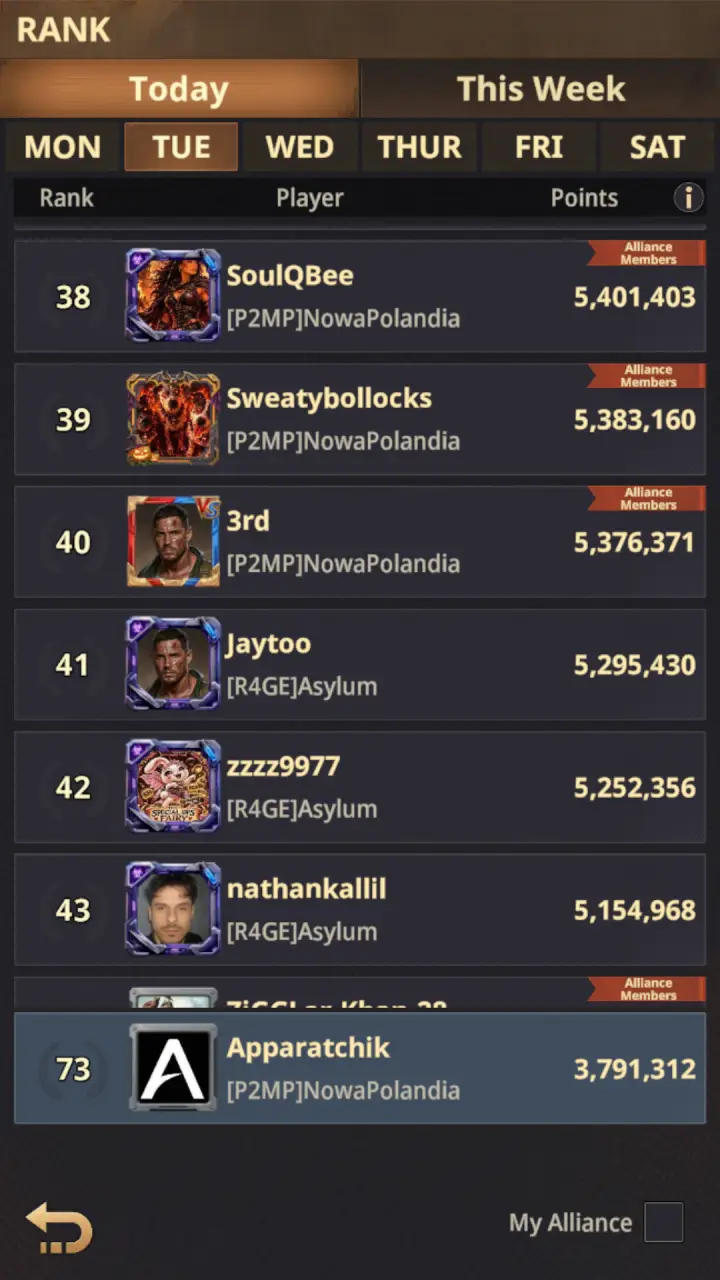 RANK
Today
This Week
MON
TUE
WED
THUR
FRI
SAT
Rank
Player
Points
i
Alliance
Members
38
SoulQBee
[P2MP]NowaPolandia
5,401,403
Alliance
Members
39
Sweatybollocks
[P2MP]NowaPolandia
5,383,160
Alliance
Members
40
VS
3rd
[P2MP]NowaPolandia
5,376,371
41
Jaytoo
[R4GE]Asylum
5,295,430
42
zzzz9977
[R4GE]Asylum
5,252,356
43
nathankallil
[R4GE]Asylum
5,154,968
Alliance
Members
73
A
Apparatchik
[P2MP]NowaPolandia
3,791,312
My Alliance